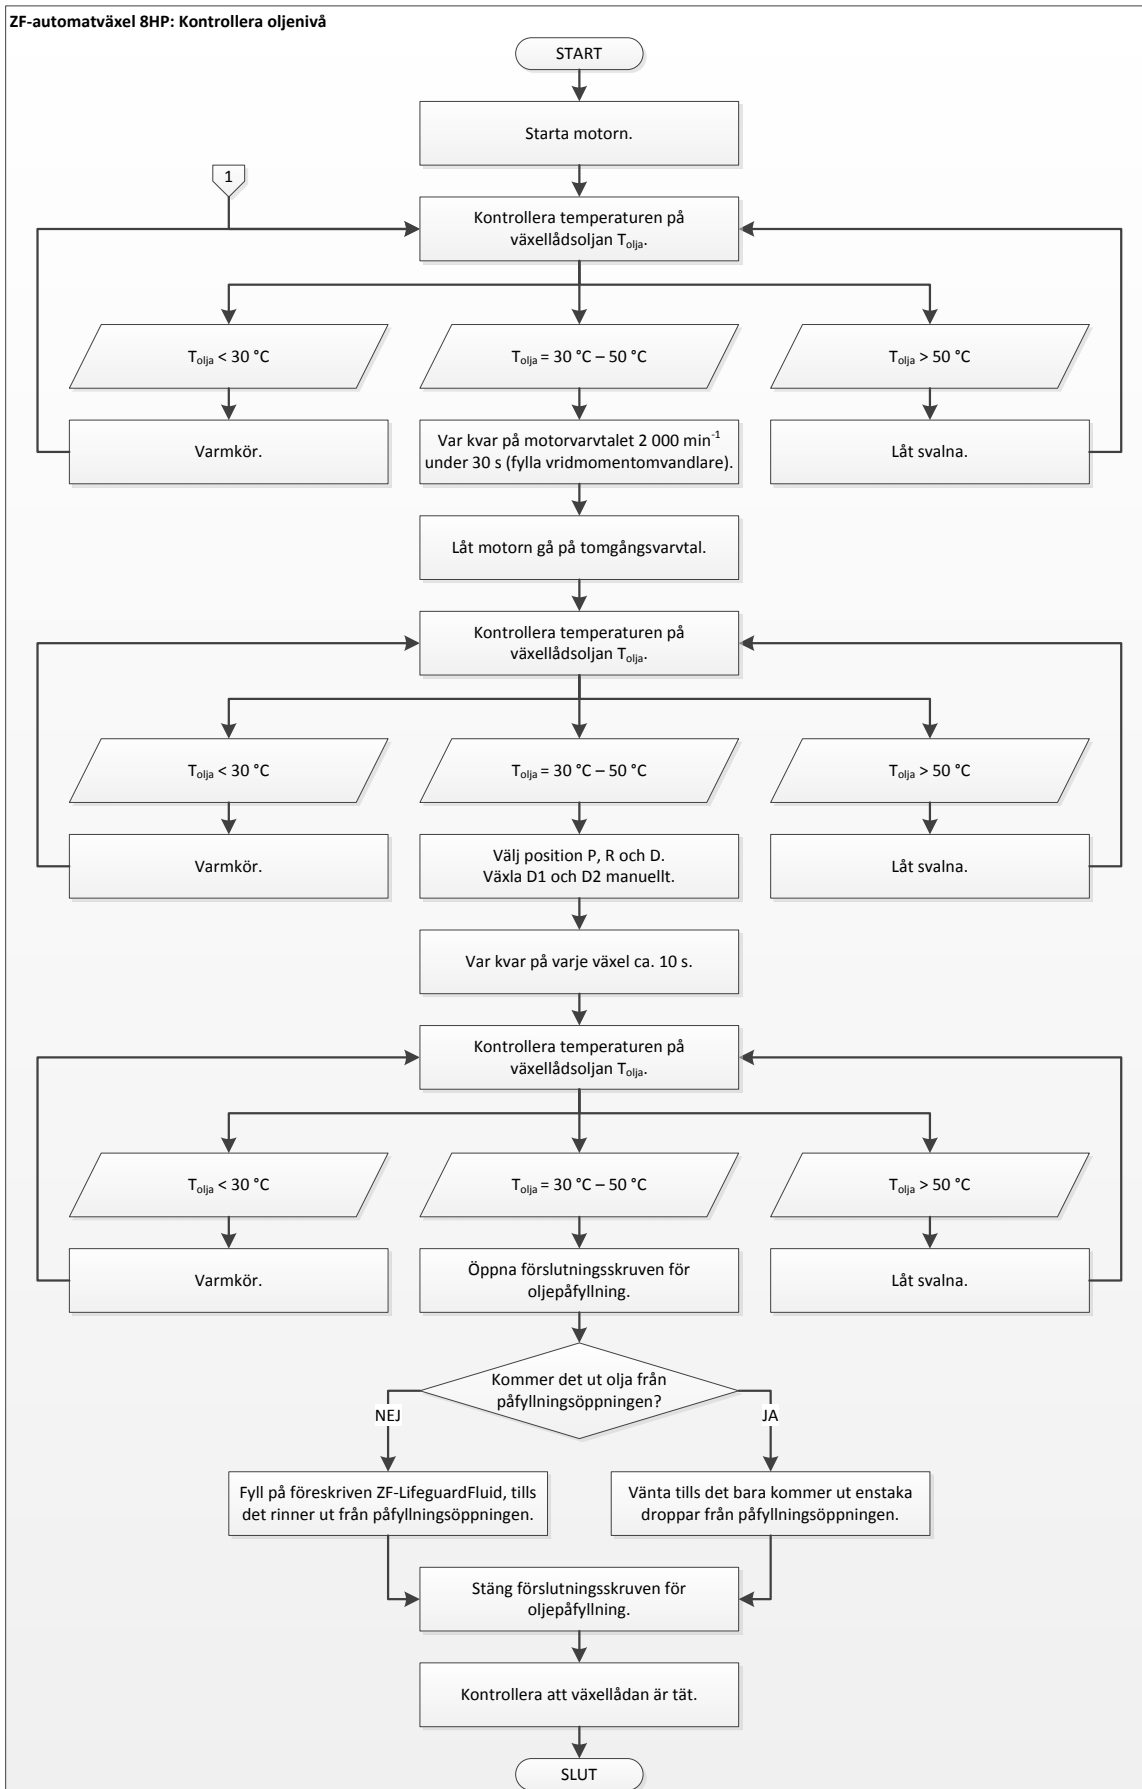 ZF-automatväxel 8HP: Kontrollera oljenivå
START
Starta motorn.
1
Kontrollera temperaturen på
växellådsoljan Tolja.
Tolja < 30 °C
Tolja = 30 °C – 50 °C
Tolja > 50 °C
Varmkör.
Var kvar på motorvarvtalet 2 000 min-1
under 30 s (fylla vridmomentomvandlare).
Låt svalna.
Låt motorn gå på tomgångsvarvtal.
Kontrollera temperaturen på
växellådsoljan Tolja.
Tolja < 30 °C
Tolja = 30 °C – 50 °C
Tolja > 50 °C
Varmkör.
Välj position P, R och D.
Växla D1 och D2 manuellt.
Låt svalna.
Var kvar på varje växel ca. 10 s.
Kontrollera temperaturen på
växellådsoljan Tolja.
Tolja < 30 °C
Tolja = 30 °C – 50 °C
Tolja > 50 °C
Varmkör.
Öppna förslutningsskruven för
oljepåfyllning.
Låt svalna.
Kommer det ut olja från
påfyllningsöppningen?
NEJ
JA
Fyll på föreskriven ZF-LifeguardFluid, tills
det rinner ut från påfyllningsöppningen.
Vänta tills det bara kommer ut enstaka
droppar från påfyllningsöppningen.
Stäng förslutningsskruven för
oljepåfyllning.
Kontrollera att växellådan är tät.
SLUT